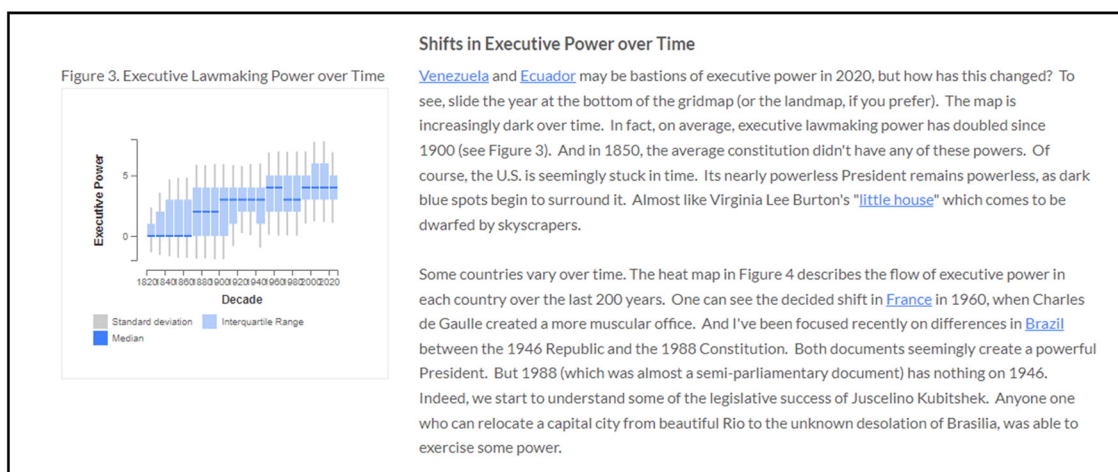 Shifts in Executive Power over Time
Figure 3. Executive Lawmaking Power over Time
Executive Power
5
0
1820 1840 1860 1880 1900 1920 1940 1960 1980 2000 2020
Decade
Standard deviation
Interquartile Range
Median
Venezuela and Ecuador may be bastions of executive power in 2020, but how has this changed? To
see, slide the year at the bottom of the gridmap (or the landmap, if you prefer). The map is
increasingly dark over time. In fact, on average, executive lawmaking power has doubled since
1900 (see Figure 3). And in 1850, the average constitution didn't have any of these powers. Of
course, the U.S. is seemingly stuck in time. Its nearly powerless President remains powerless, as dark
blue spots begin to surround it. Almost like Virginia Lee Burton's "little house" which comes to be
dwarfed by skyscrapers.
Some countries vary over time. The heat map in Figure 4 describes the flow of executive power in
each country over the last 200 years. One can see the decided shift in France in 1960, when Charles
de Gaulle created a more muscular office. And I've been focused recently on differences in Brazil
between the 1946 Republic and the 1988 Constitution. Both documents seemingly create a powerful
President. But 1988 (which was almost a semi-parliamentary document) has nothing on 1946.
Indeed, we start to understand some of the legislative success of Juscelino Kubitshek. Anyone one
who can relocate a capital city from beautiful Rio to the unknown desolation of Brasilia, was able to
exercise some power.